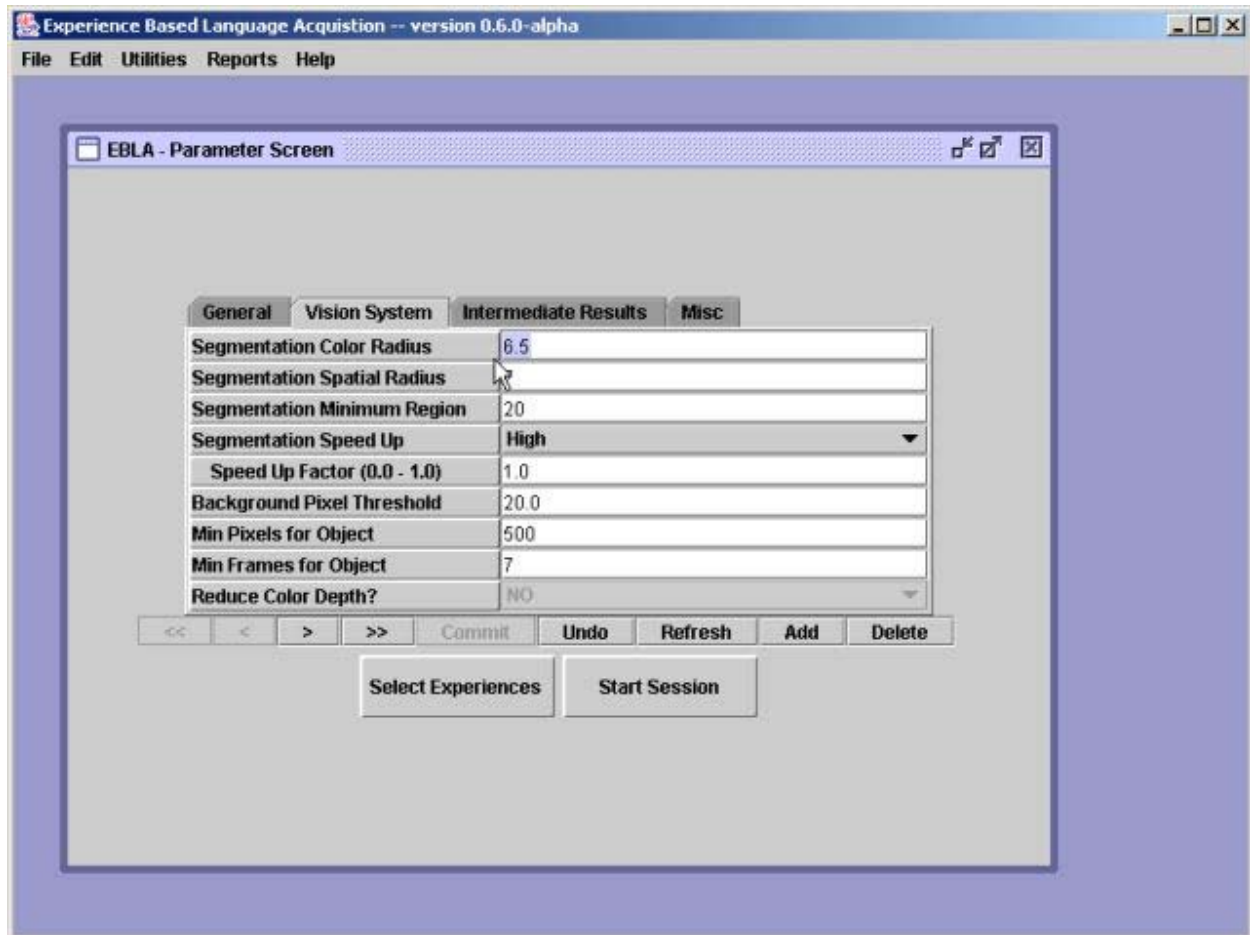 Experience Based Language Acquistion -- version 0.6.0-alpha
File Edit Utilities Reports Help
EBLA - Parameter Screen
General Vision System Intermediate Results Misc
Segmentation Color Radius 6.5
Segmentation Spatial Radius
Segmentation Minimum Region 20
Segmentation Speed Up High
Speed Up Factor (0.0 - 1.0) 1.0
Background Pixel Threshold 20.0
Min Pixels for Object 500
Min Frames for Object 7
Reduce Color Depth? NO
<< < > >> Commit Undo Refresh Add Delete
Select Experiences Start Session